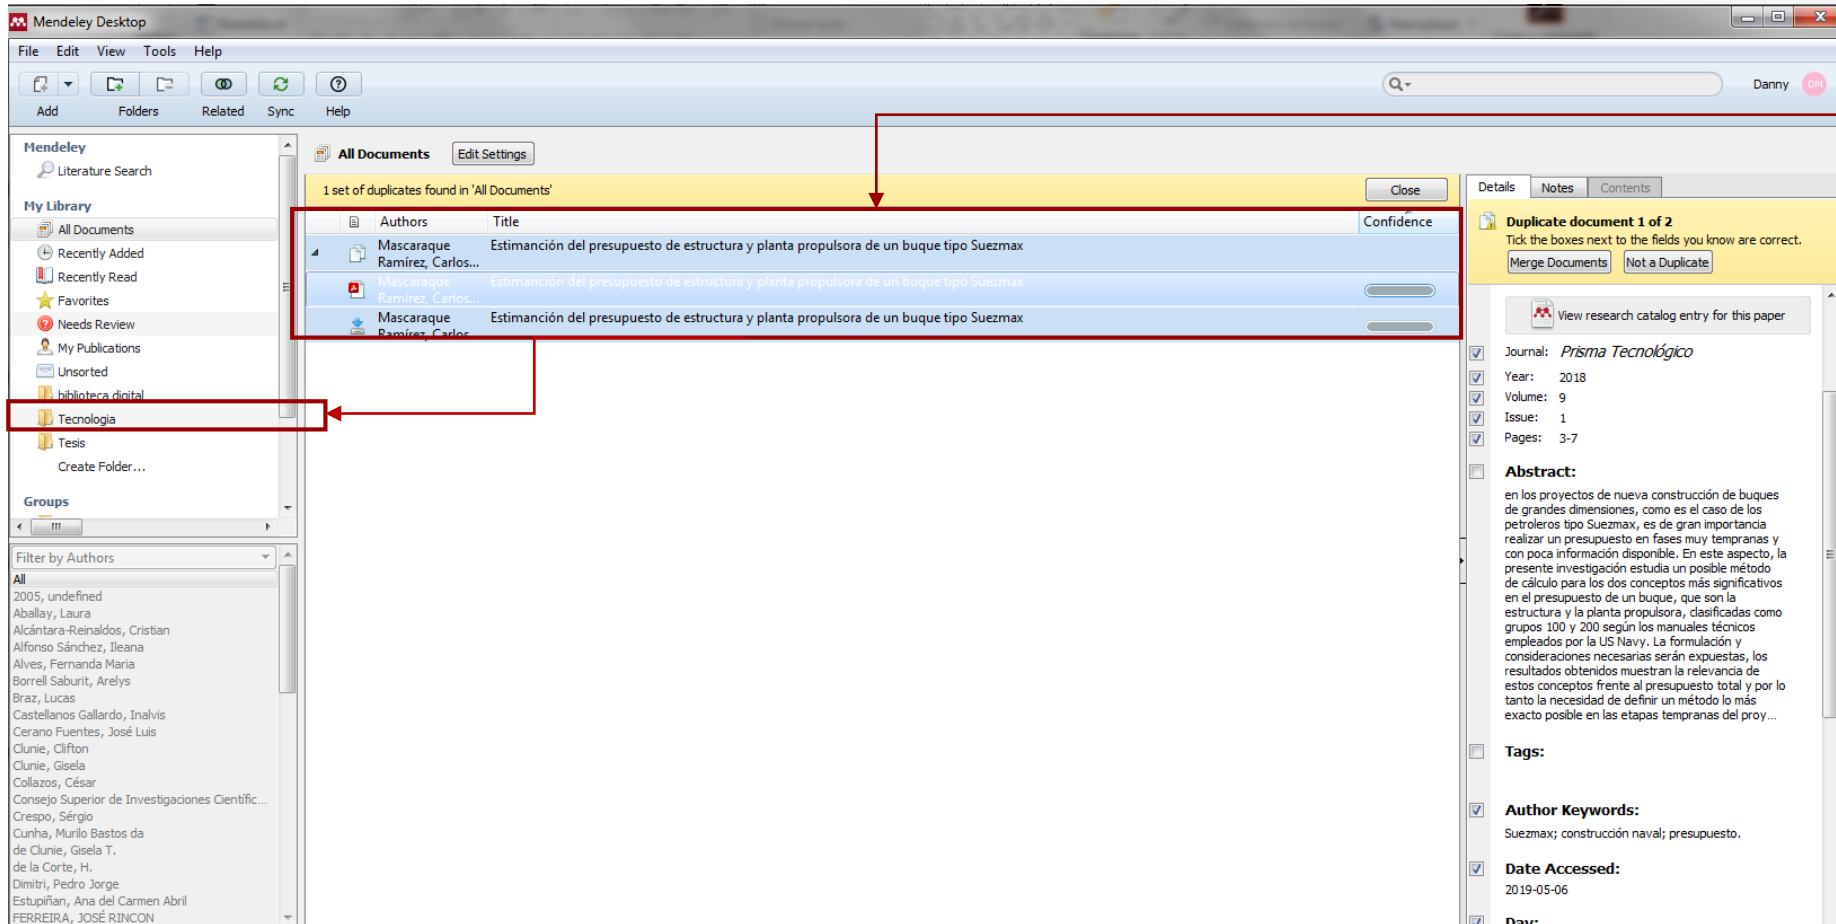 Mendeley Desktop
File Edit View Tools Help
Danny DM
Add Folders Related Sync Help
Mendeley
Literature Search
My Library
All Documents
Recently Added
Recently Read
Favorites
Needs Review
My Publications
Unsorted
biblioteca digital
Tecnologia
Tesis
Create Folder...
Groups
Filter by Authors
All
2005, undefined
Aballay, Laura
Alcántara-Reinaldos, Cristian
Alfonso Sánchez, Ileana
Alves, Fernanda Maria
Borrell Saburit, Arelys
Braz, Lucas
Castellanos Gallardo, Inalvis
Cerano Fuentes, José Luis
Clunie, Clifton
Clunie, Gisela
Collazos, César
Consejo Superior de Investigaciones Científic...
Crespo, Sérgio
Cunha, Murilo Bastos da
de Clunie, Gisela T.
de la Corte, H.
Dimitri, Pedro Jorge
Estupiñan, Ana del Carmen Abril
FERREIRA, JOSÉ RINCON
All Documents Edit Settings
1 set of duplicates found in 'All Documents' Close
Authors Title Confidence
Mascaraque Estimanción del presupuesto de estructura y planta propulsora de un buque tipo Suezmax
Ramírez, Carlos...
Mascaraque Estimanción del presupuesto de estructura y planta propulsora de un buque tipo Suezmax
Ramírez, Carlos...
Mascaraque Estimanción del presupuesto de estructura y planta propulsora de un buque tipo Suezmax
Ramírez, Carlos
Details Notes Contents
Duplicate document 1 of 2
Tick the boxes next to the fields you know are correct.
Merge Documents Not a Duplicate
View research catalog entry for this paper
Journal: Prisma Tecnológico
Year: 2018
Volume: 9
Issue: 1
Pages: 3-7
Abstract:
en los proyectos de nueva construcción de buques
de grandes dimensiones, como es el caso de los
petroleros tipo Suezmax, es de gran importancia
realizar un presupuesto en fases muy tempranas y
con poca información disponible. En este aspecto, la
presente investigación estudia un posible método
de cálculo para los dos conceptos más significativos
en el presupuesto de un buque, que son la
estructura y la planta propulsora, clasificadas como
grupos 100 y 200 según los manuales técnicos
empleados por la US Navy. La formulación y
consideraciones necesarias serán expuestas, los
resultados obtenidos muestran la relevancia de
estos conceptos frente al presupuesto total y por lo
tanto la necesidad de definir un método lo más
exacto posible en las etapas tempranas del proy...
Tags:
Author Keywords:
Suezmax; construcción naval; presupuesto.
Date Accessed:
2019-05-06
Day: